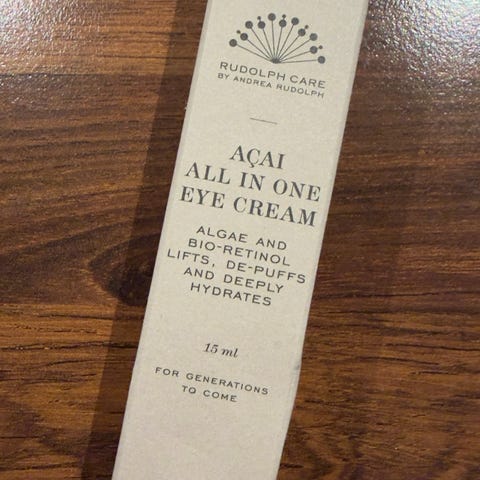 RUDOLPH CARE
BY ANDREA RUDOLPH
AÇAI
ALL IN ONE
EYE CREAM
ALGAE AND
BIO-RETINOL
LIFTS, DE-PUFFS
AND DEEPLY
HYDRATES
15 ml
FOR GENERATIONS
TO COME